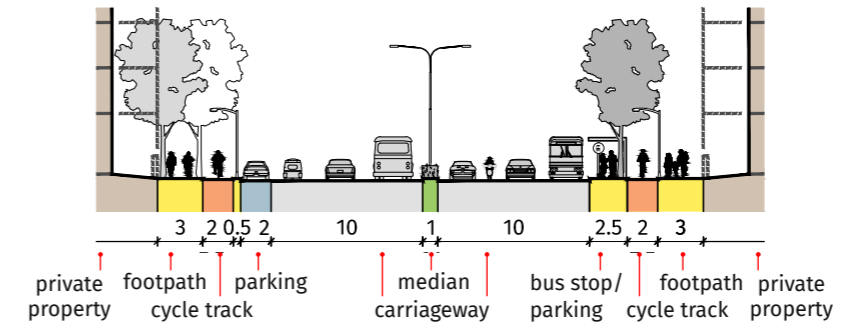 3 2 0.5 2 10 1 10 2.5 2 3
private property
footpath
cycle track
parking
median
carriageway
bus stop/ parking
cycle track
footpath
private property